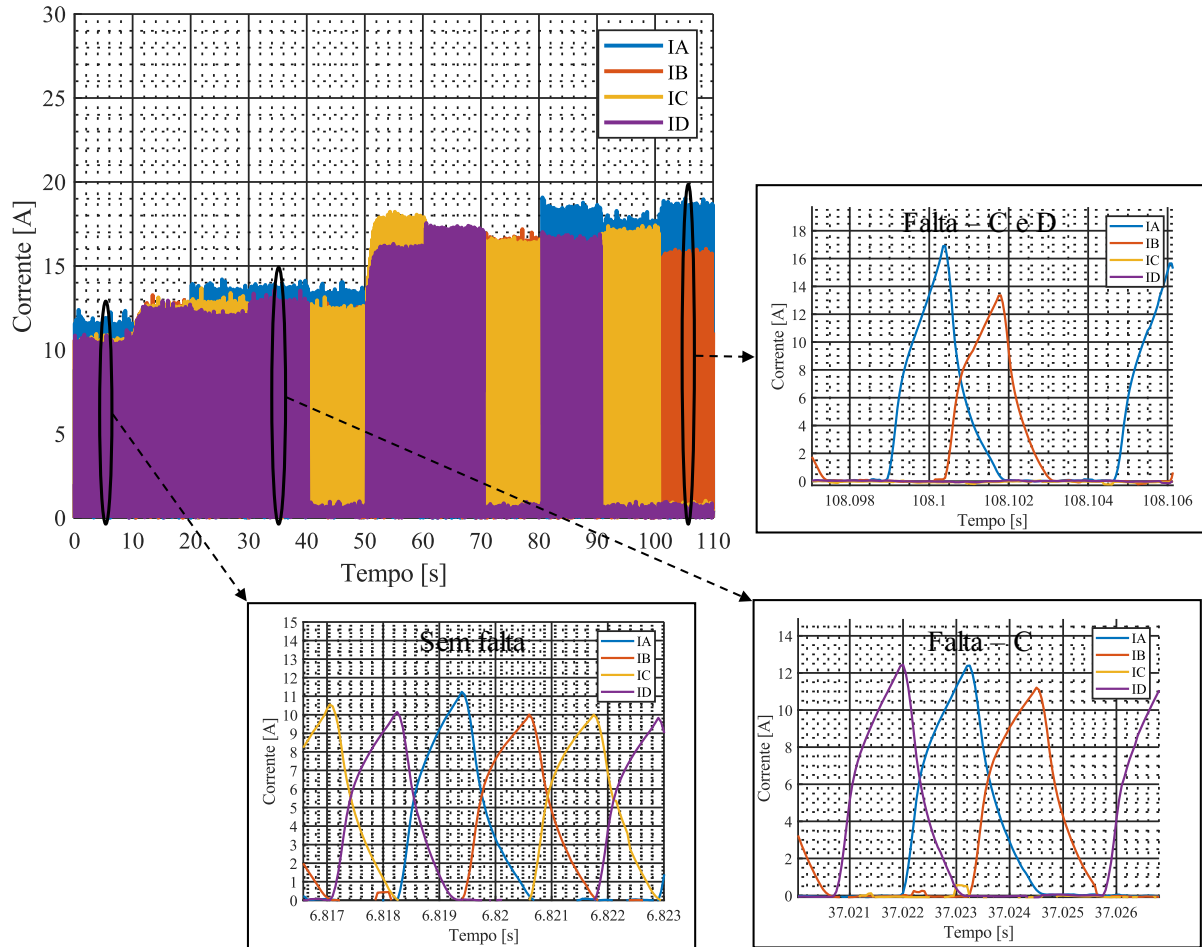 30
25
20
15
10
5
0
Corrente [A]
0 10 20 30 40 50 60 70 80 90 100 110
Tempo [s]
IA
IB
IC
ID
Falta – C e D
18
16
14
12
10
8
6
4
2
0
Corrente [A]
IA
IB
IC
ID
108.098 108.1 108.102 108.104 108.106
Tempo [s]
Sem falta
15
14
13
12
11
10
9
8
7
6
5
4
3
2
1
0
Corrente [A]
IA
IB
IC
ID
6.817 6.818 6.819 6.82 6.821 6.822 6.823
Tempo [s]
Falta – C
14
12
10
8
6
4
2
0
Corrente [A]
IA
IB
IC
ID
37.021 37.022 37.023 37.024 37.025 37.026
Tempo [s]